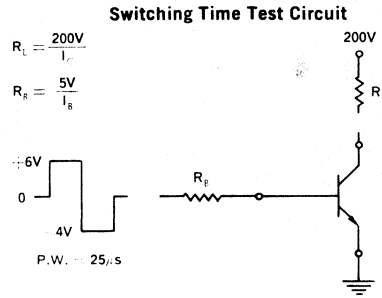 Switching Time Test Circuit
R_L = 200V / I_C
R_B = 5V / I_B
200V
R
+6V
0
-4V
R_B
P.W. = 25μs